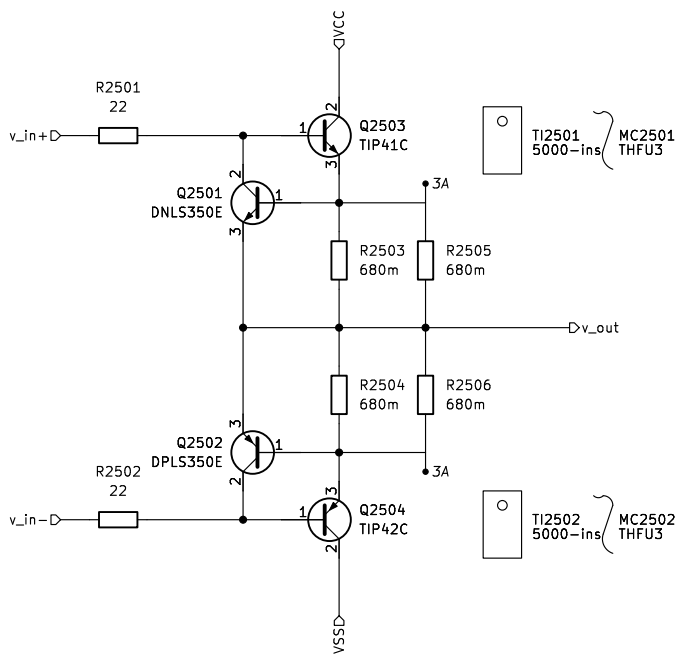 VCC
R2501
22
v_in+
1
2
3
Q2503
TIP41C
TI2501
5000-ins
MC2501
THFU3
Q2501
DNLS350E
2
1
3
3A
R2503
680m
R2505
680m
v_out
R2504
680m
R2506
680m
Q2502
DPLS350E
3
1
2
3A
R2502
22
v_in-
1
3
2
Q2504
TIP42C
TI2502
5000-ins
MC2502
THFU3
VSS